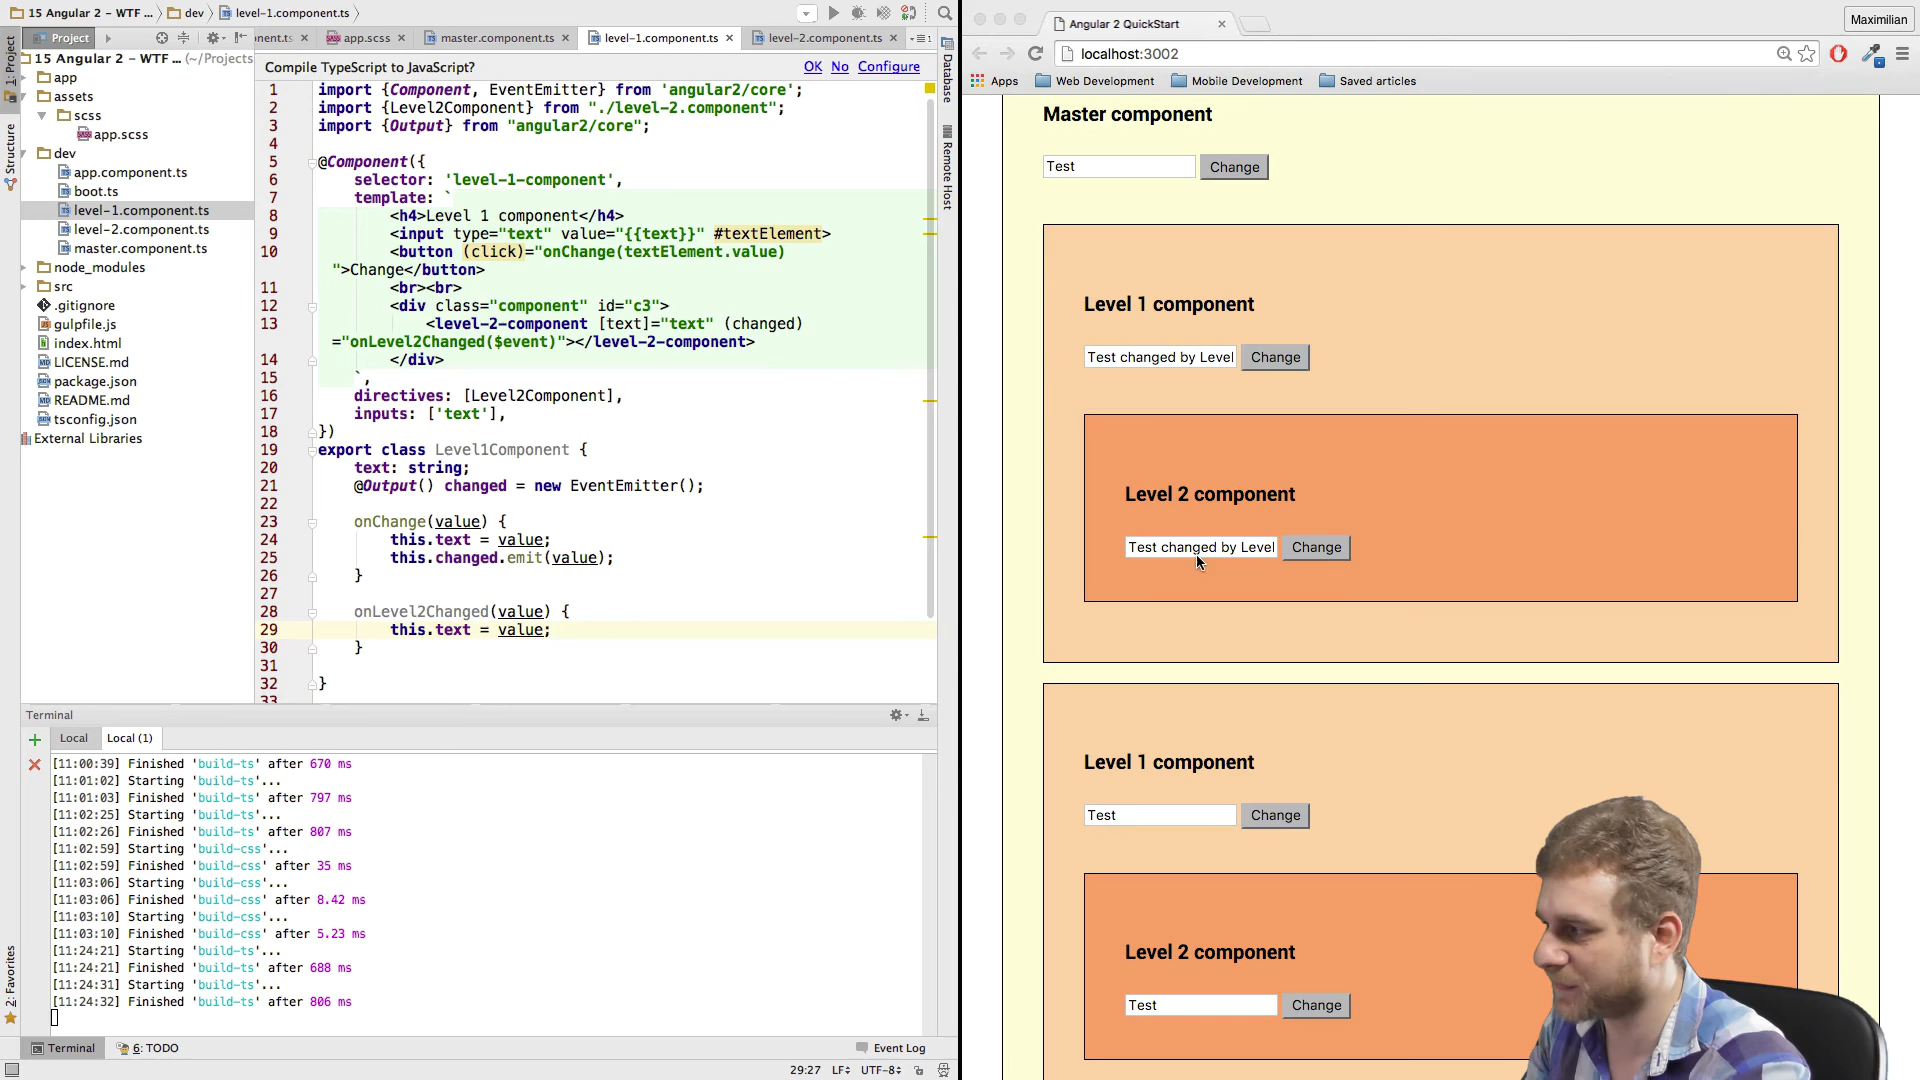 15 Angular 2 - WTF ...
dev
level-1.component.ts
Project
onent.ts
app.scss
master.component.ts
level-1.component.ts
level-2.component.ts
1: Project
Structure
2: Favorites
15 Angular 2 - WTF ... (~/Projects
app
assets
scss
app.scss
dev
app.component.ts
boot.ts
level-1.component.ts
level-2.component.ts
master.component.ts
node_modules
src
.gitignore
gulpfile.js
index.html
LICENSE.md
package.json
README.md
tsconfig.json
External Libraries
Compile TypeScript to JavaScript?
OK No Configure
1 import {Component, EventEmitter} from 'angular2/core';
2 import {Level2Component} from "./level-2.component";
3 import {Output} from "angular2/core";
4
5 @Component({
6 selector: 'level-1-component',
7 template: `
8 <h4>Level 1 component</h4>
9 <input type="text" value="{{text}}" #textElement>
10 <button (click)="onChange(textElement.value)
">Change</button>
11 <br><br>
12 <div class="component" id="c3">
13 <level-2-component [text]="text" (changed)
="onLevel2Changed($event)"></level-2-component>
14 </div>
15 `,
16 directives: [Level2Component],
17 inputs: ['text'],
18 })
19 export class Level1Component {
20 text: string;
21 @Output() changed = new EventEmitter();
22
23 onChange(value) {
24 this.text = value;
25 this.changed.emit(value);
26 }
27
28 onLevel2Changed(value) {
29 this.text = value;
30 }
31
32 }
33
Database
Remote Host
Terminal
Local
Local (1)
[11:00:39] Finished 'build-ts' after 670 ms
[11:01:02] Starting 'build-ts'...
[11:01:03] Finished 'build-ts' after 797 ms
[11:02:25] Starting 'build-ts'...
[11:02:26] Finished 'build-ts' after 807 ms
[11:02:59] Starting 'build-css'...
[11:02:59] Finished 'build-css' after 35 ms
[11:03:06] Starting 'build-css'...
[11:03:06] Finished 'build-css' after 8.42 ms
[11:03:10] Starting 'build-css'...
[11:03:10] Finished 'build-css' after 5.23 ms
[11:24:21] Starting 'build-ts'...
[11:24:21] Finished 'build-ts' after 688 ms
[11:24:31] Starting 'build-ts'...
[11:24:32] Finished 'build-ts' after 806 ms
Terminal
6: TODO
Event Log
29:27 LF UTF-8
Angular 2 QuickStart
Maximilian
localhost:3002
Apps
Web Development
Mobile Development
Saved articles
Master component
Test
Change
Level 1 component
Test changed by Level
Change
Level 2 component
Test changed by Level
Change
Level 1 component
Test
Change
Level 2 component
Test
Change